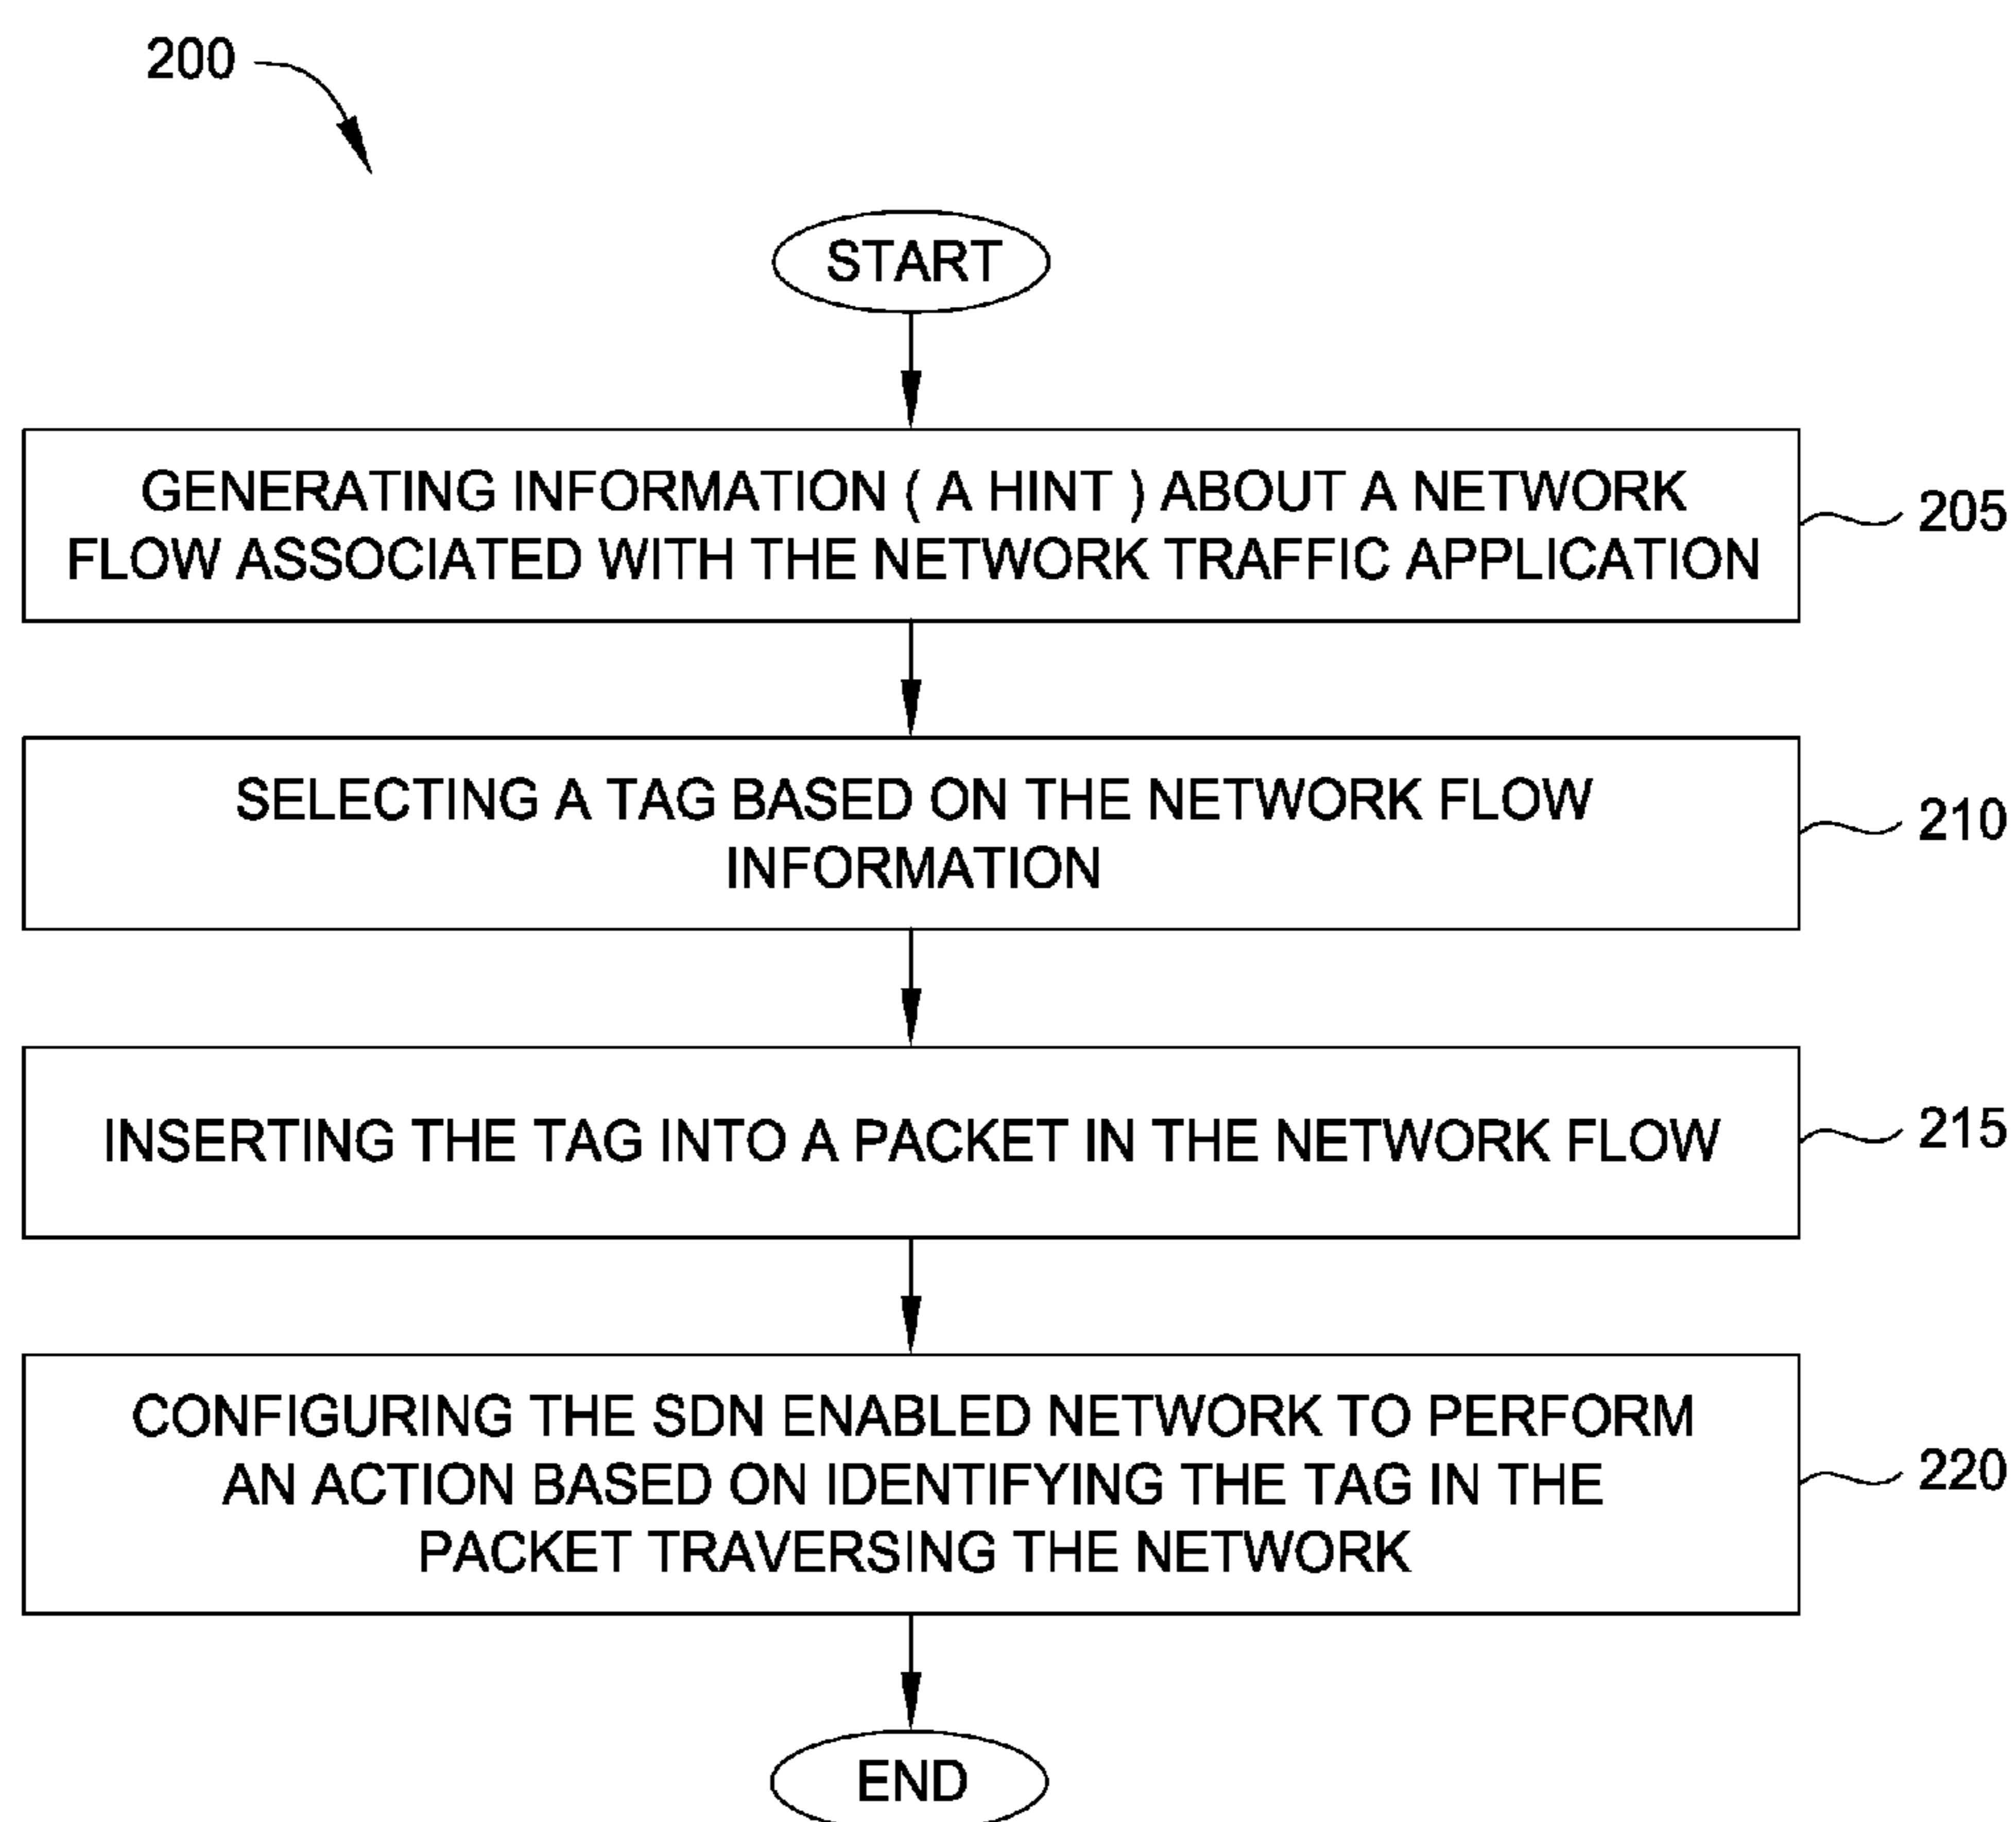 200
START
GENERATING INFORMATION ( A HINT ) ABOUT A NETWORK
FLOW ASSOCIATED WITH THE NETWORK TRAFFIC APPLICATION
205
SELECTING A TAG BASED ON THE NETWORK FLOW
INFORMATION
210
INSERTING THE TAG INTO A PACKET IN THE NETWORK FLOW
215
CONFIGURING THE SDN ENABLED NETWORK TO PERFORM
AN ACTION BASED ON IDENTIFYING THE TAG IN THE
PACKET TRAVERSING THE NETWORK
220
END